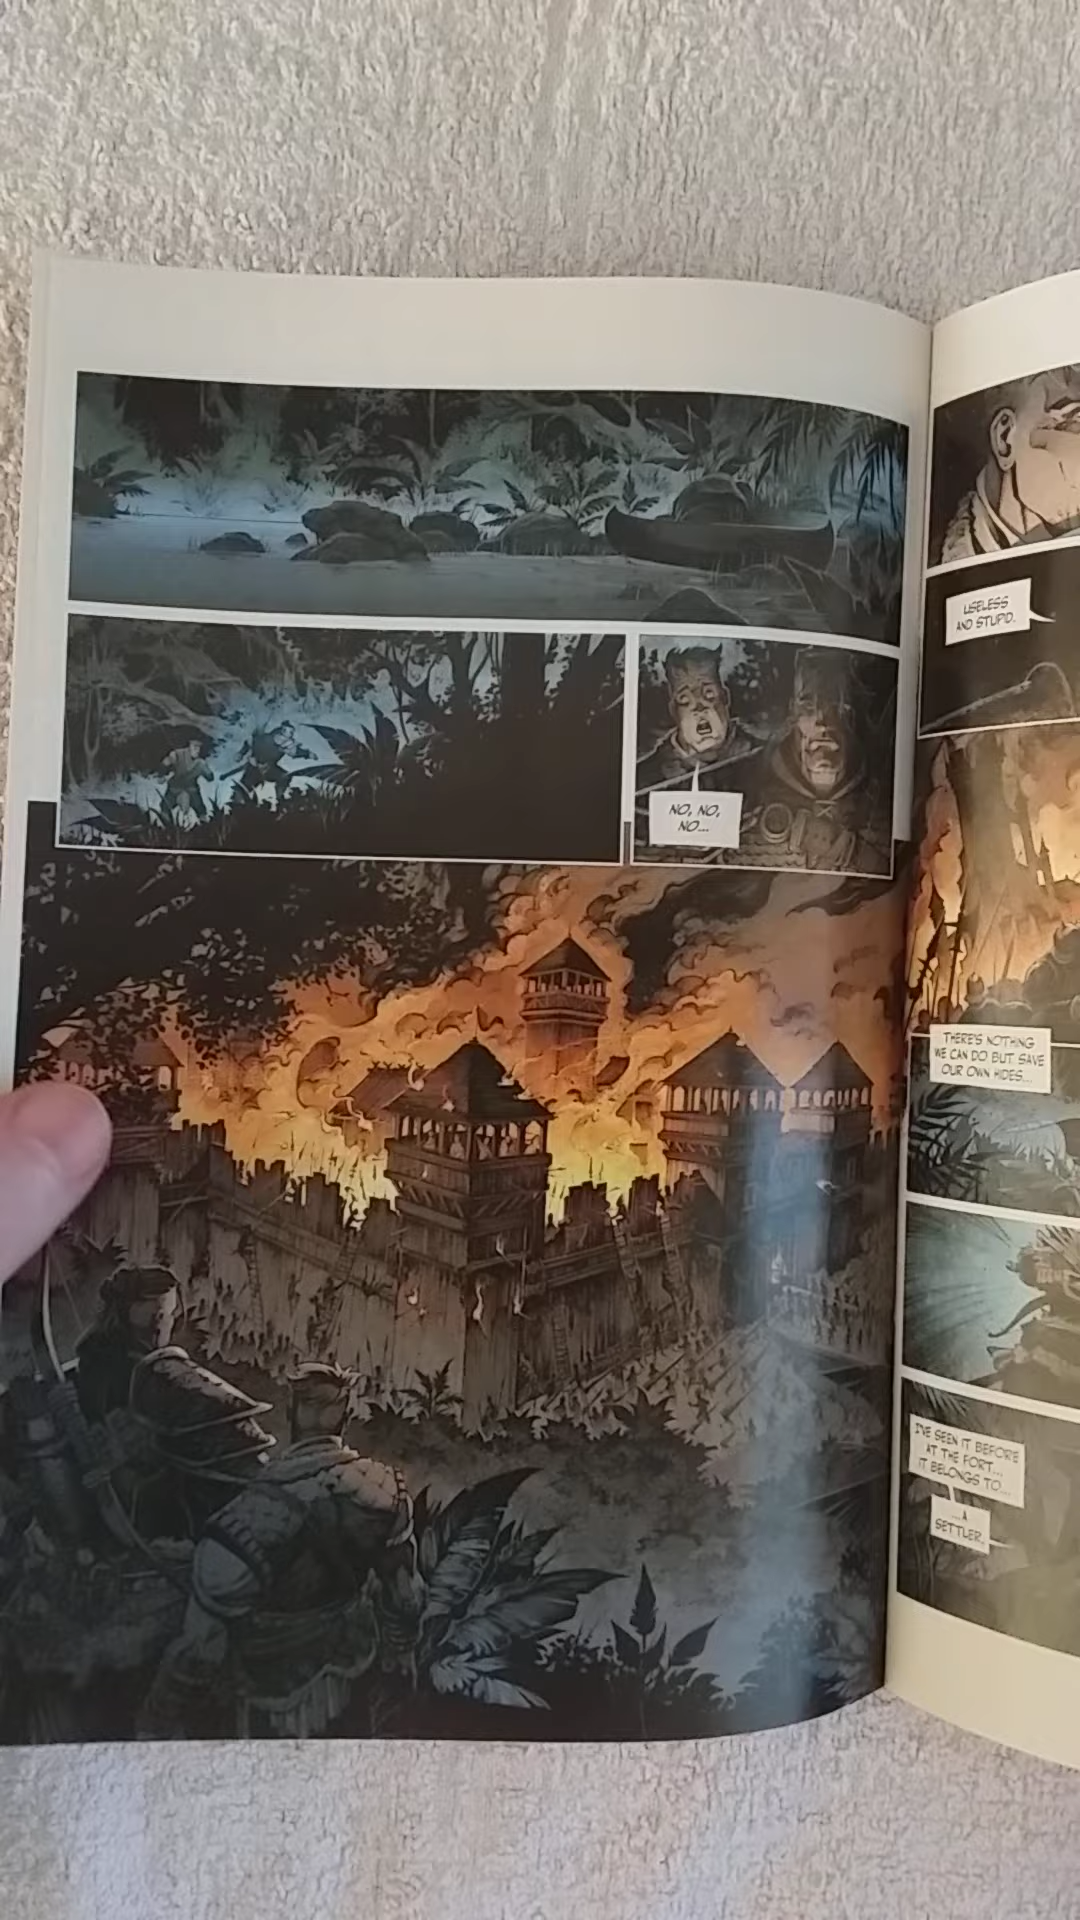 NO, NO,
NO...
USELESS
AND STUPID.
THERE'S NOTHING
WE CAN DO BUT SAVE
OUR OWN HIDES...
I'VE SEEN IT BEFORE
AT THE FORT...
IT BELONGS TO...
...A
SETTLER.